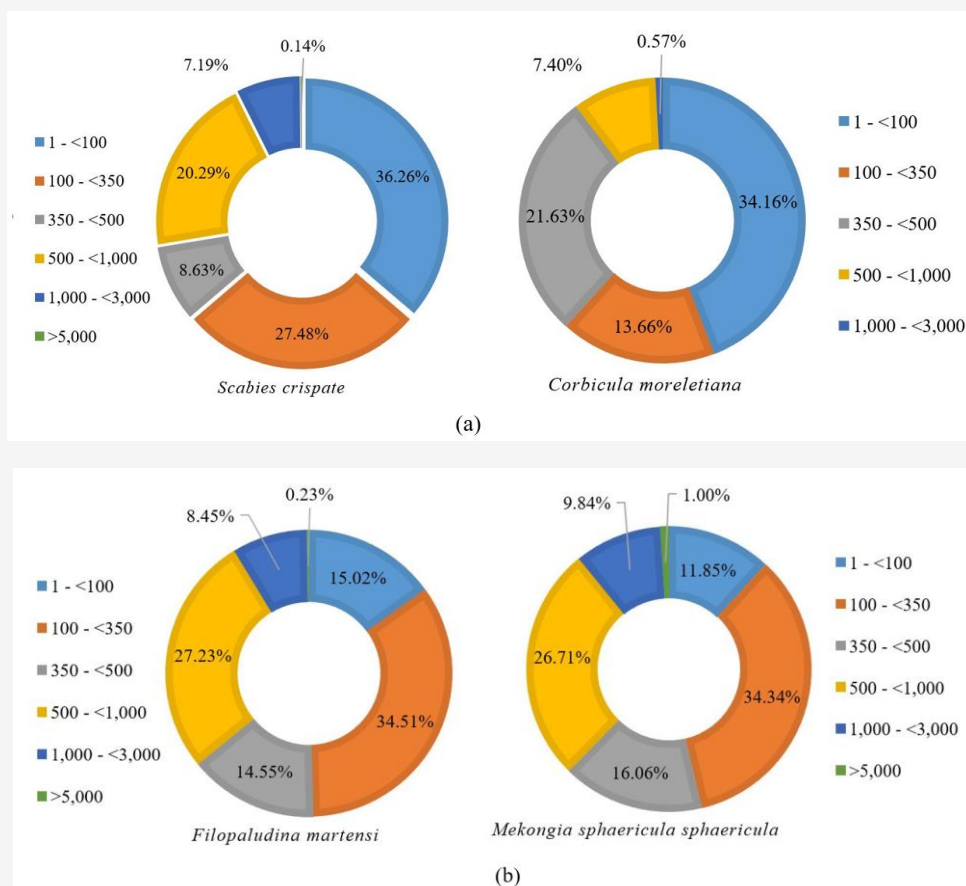 0.14%
7.19%
36.26%
20.29%
8.63%
27.48%
1 - <100
100 - <350
350 - <500
500 - <1,000
1,000 - <3,000
>5,000
Scabies crispate
0.57%
7.40%
34.16%
21.63%
13.66%
1 - <100
100 - <350
350 - <500
500 - <1,000
1,000 - <3,000
Corbicula moreletiana
(a)
0.23%
8.45%
15.02%
27.23%
34.51%
14.55%
1 - <100
100 - <350
350 - <500
500 - <1,000
1,000 - <3,000
>5,000
Filopaludina martensi
1.00%
9.84%
11.85%
26.71%
34.34%
16.06%
1 - <100
100 - <350
350 - <500
500 - <1,000
1,000 - <3,000
>5,000
Mekongia sphaericula sphaericula
(b)